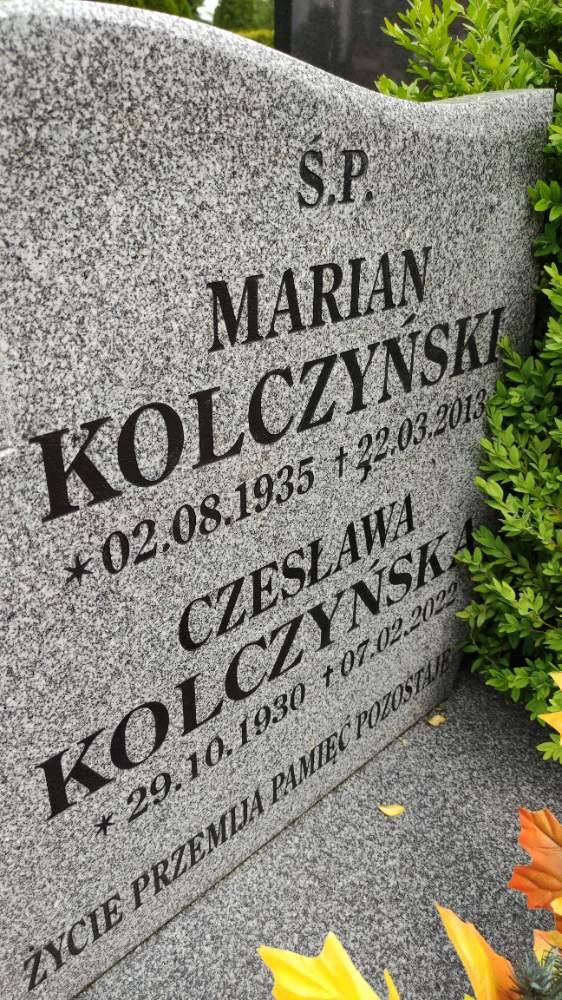 Ś.P.
MARIAN
KOLCZYŃSKI
*02.08.1935 †22.03.2013
CZESŁAWA
KOLCZYŃSKA
*29.10.1930 †07.02.2022
ŻYCIE PRZEMIJA PAMIĘĆ POZOSTAJE